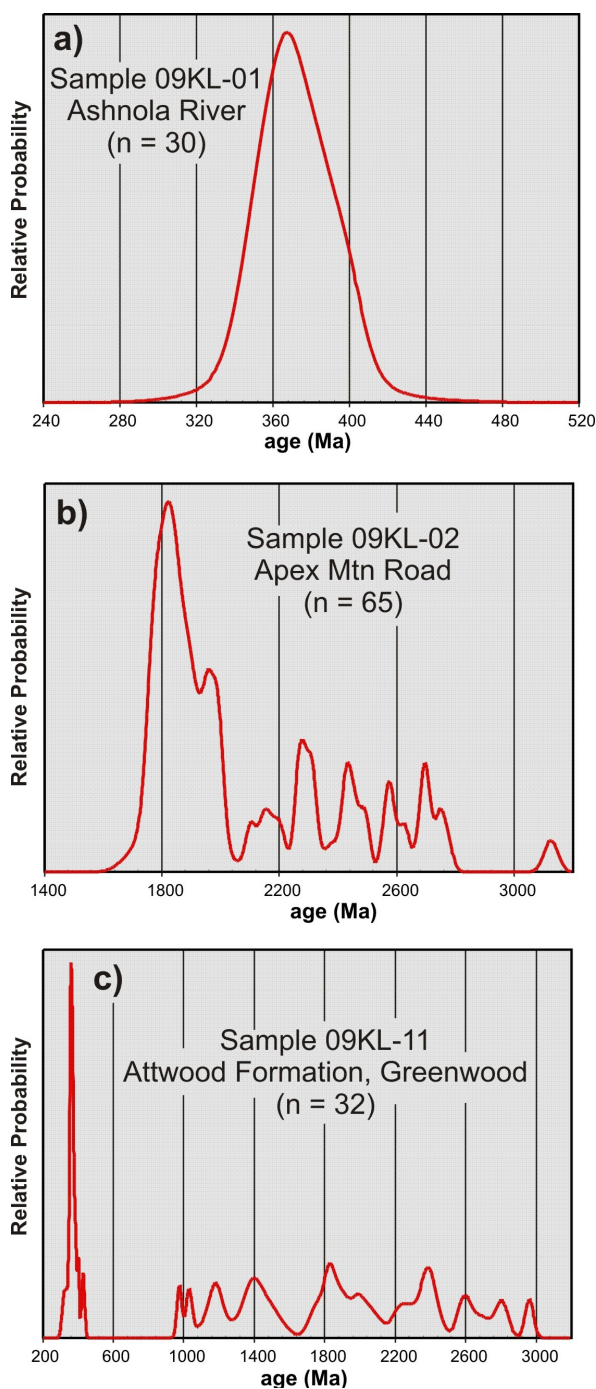 a)
Sample 09KL-01
Ashnola River
(n = 30)
Relative Probability
240 280 320 360 400 440 480 520
age (Ma)
b)
Sample 09KL-02
Apex Mtn Road
(n = 65)
Relative Probability
1400 1800 2200 2600 3000
age (Ma)
c)
Sample 09KL-11
Attwood Formation, Greenwood
(n = 32)
Relative Probability
200 600 1000 1400 1800 2200 2600 3000
age (Ma)